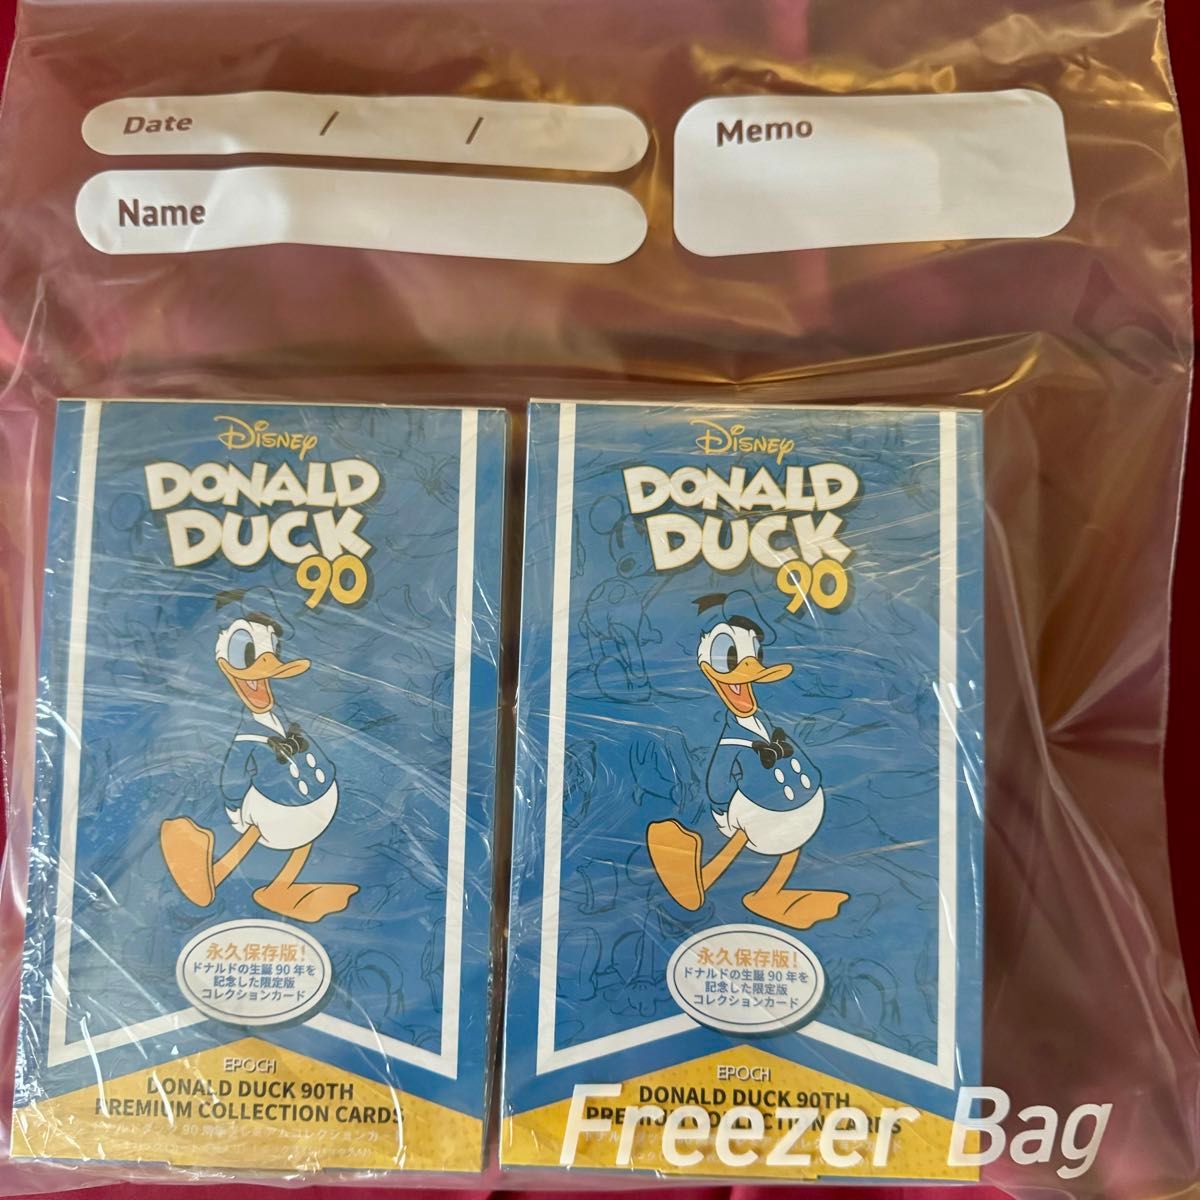 Date / /
Name
Memo
Disney
DONALD
DUCK
90
永久保存版!
ドナルドの生誕90年を
記念した限定版
コレクションカード
EPOCH
DONALD DUCK 90TH
PREMIUM COLLECTION CARDS
Disney
DONALD
DUCK
90
永久保存版!
ドナルドの生誕90年を
記念した限定版
コレクションカード
EPOCH
DONALD DUCK 90TH
PREMIUM COLLECTION CARDS
Freezer Bag